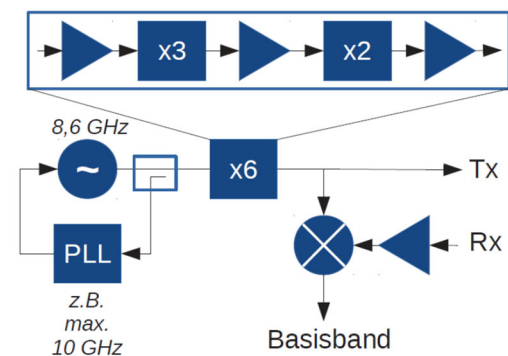 x3
x2
8,6 GHz
~
x6
Tx
PLL
Rx
z.B.
max.
10 GHz
Basisband